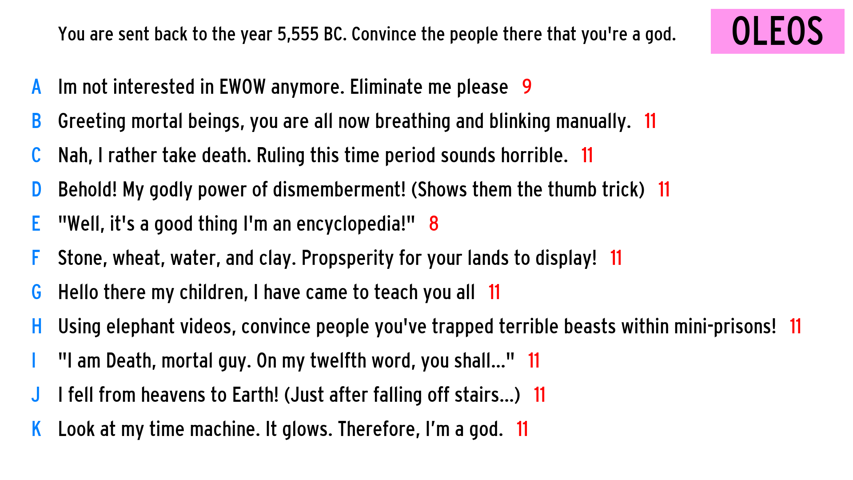 You are sent back to the year 5,555 BC. Convince the people there that you're a god.
OLEOS
A Im not interested in EWOW anymore. Eliminate me please 9
B Greeting mortal beings, you are all now breathing and blinking manually. 11
C Nah, I rather take death. Ruling this time period sounds horrible. 11
D Behold! My godly power of dismemberment! (Shows them the thumb trick) 11
E "Well, it's a good thing I'm an encyclopedia!" 8
F Stone, wheat, water, and clay. Propsperity for your lands to display! 11
G Hello there my children, I have came to teach you all 11
H Using elephant videos, convince people you've trapped terrible beasts within mini-prisons! 11
I "I am Death, mortal guy. On my twelfth word, you shall..." 11
J I fell from heavens to Earth! (Just after falling off stairs...) 11
K Look at my time machine. It glows. Therefore, I’m a god. 11